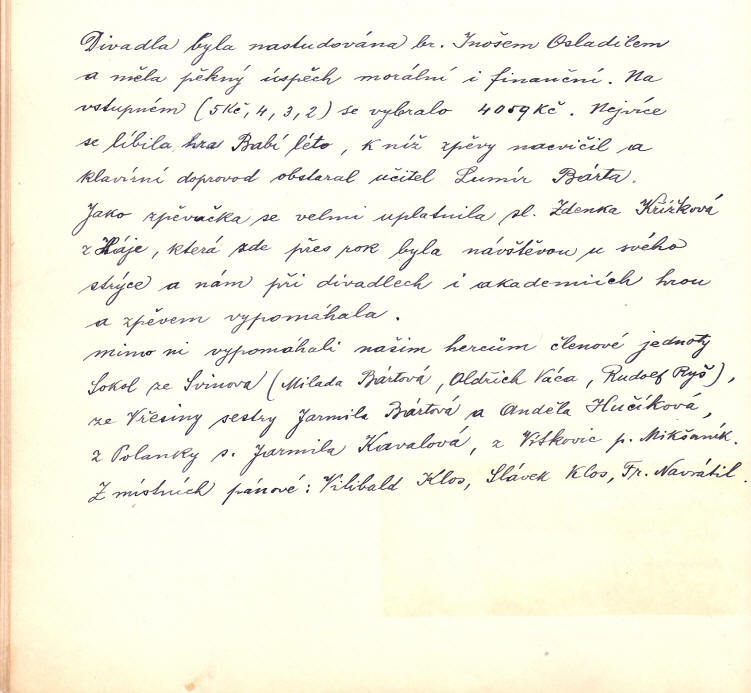 Divadla byla nastudována br. Inošem Osladilem
a měla pěkný úspěch morální i finanční. Na
vstupném (5Kč, 4, 3, 2) se vybralo 4059Kč. Nejvíce
se líbila hra Babí léto, k níž zpěvy nacvičil a
klavírní doprovod obstaral učitel Lumír Bárta.
Jako zpěvačka se velmi uplatnila sl. Zdenka Křížková
z Háje, která zde přes rok byla návštěvou u svého
strýce a nám při divadlech i akademiích hrou
a zpěvem vypomáhala.
mimo ni vypomáhali našim hercům členové jednoty
Sokol ze Svinova (Milada Bártová, Oldřich Váca, Rudolf Ryš),
ze Vřesiny sestry Jarmila Bártová a Anděla Hučíková,
z Polanky s. Jarmila Kavalová, z Vítkovic p. Mikšaník.
Z místních pánové: Vilibald Klos, Slávek Klos, Fr. Navrátil.